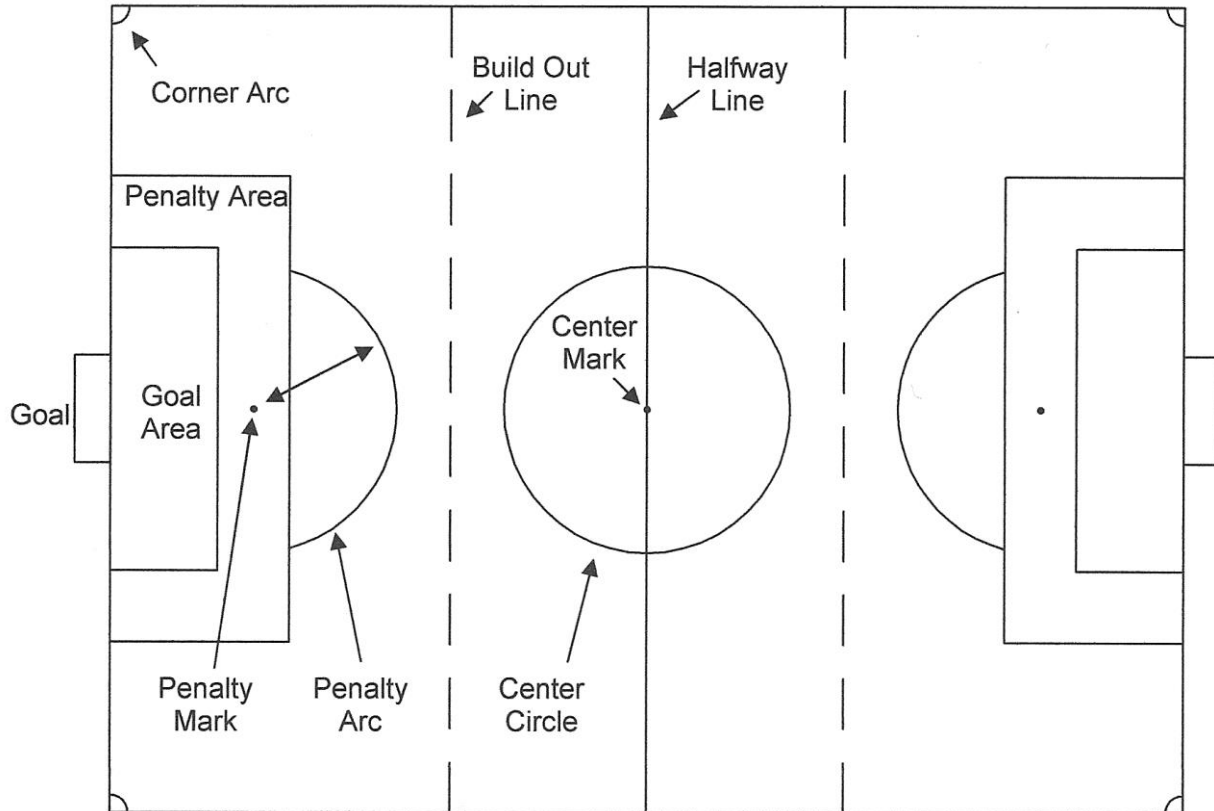 Corner Arc
Build Out
Line
Halfway
Line
Penalty Area
Center
Mark
Goal
Goal
Area
Penalty
Mark
Penalty
Arc
Center
Circle